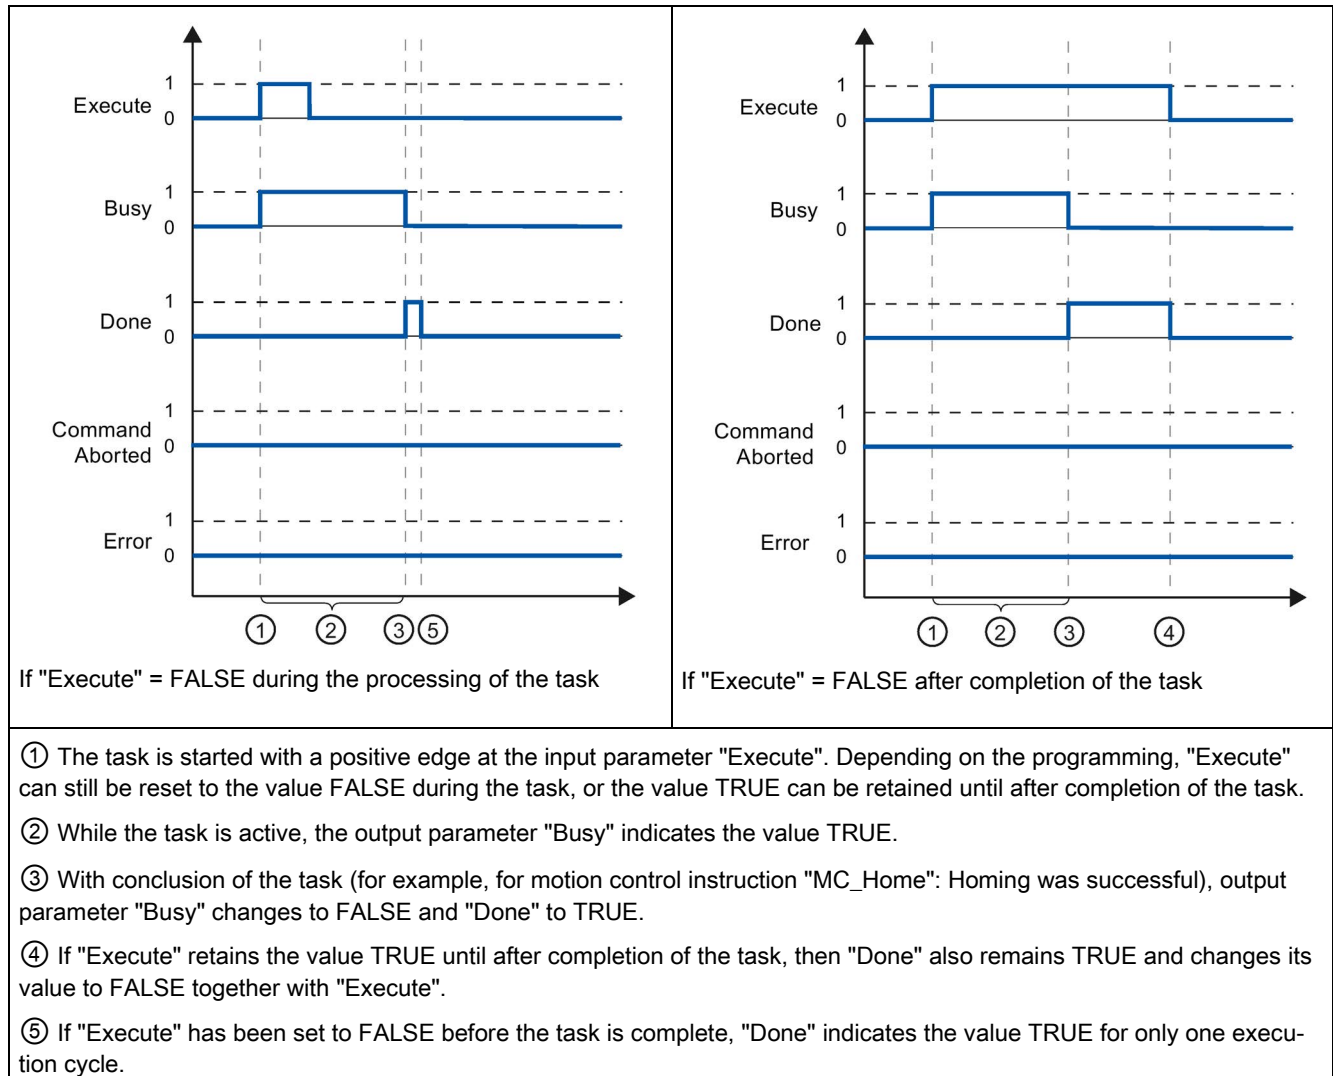 1
Execute
0
1
Busy
0
1
Done
0
1
Command
Aborted
0
1
Error
0
① ② ③ ⑤
If "Execute" = FALSE during the processing of the task
1
Execute
0
1
Busy
0
1
Done
0
1
Command
Aborted
0
1
Error
0
① ② ③ ④
If "Execute" = FALSE after completion of the task
① The task is started with a positive edge at the input parameter "Execute". Depending on the programming, "Execute"
can still be reset to the value FALSE during the task, or the value TRUE can be retained until after completion of the task.
② While the task is active, the output parameter "Busy" indicates the value TRUE.
③ With conclusion of the task (for example, for motion control instruction "MC_Home": Homing was successful), output
parameter "Busy" changes to FALSE and "Done" to TRUE.
④ If "Execute" retains the value TRUE until after completion of the task, then "Done" also remains TRUE and changes its
value to FALSE together with "Execute".
⑤ If "Execute" has been set to FALSE before the task is complete, "Done" indicates the value TRUE for only one execu-
tion cycle.